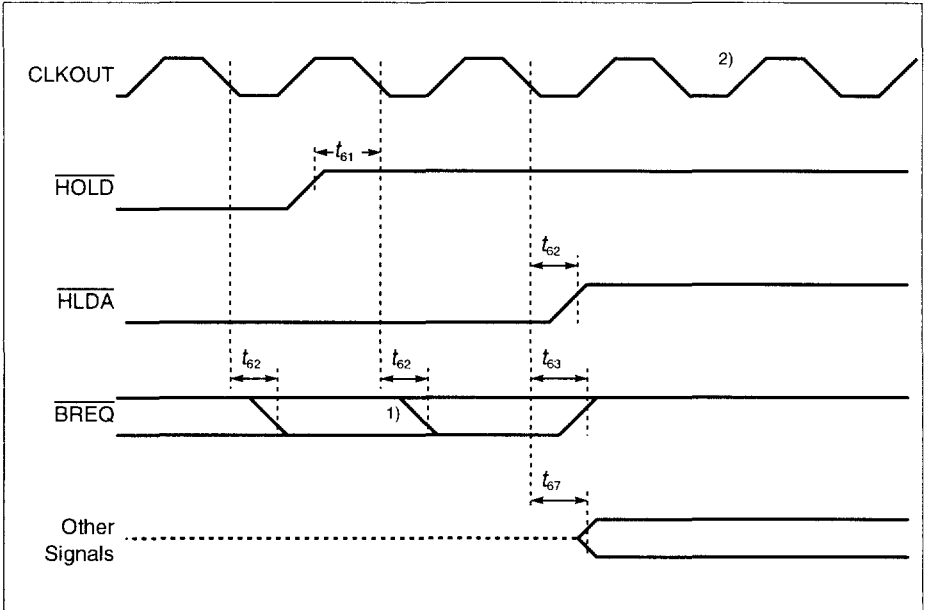 CLKOUT
2)
t61
HOLD
t62
HLDA
t62
t62
t63
BREQ
1)
t67
Other
Signals